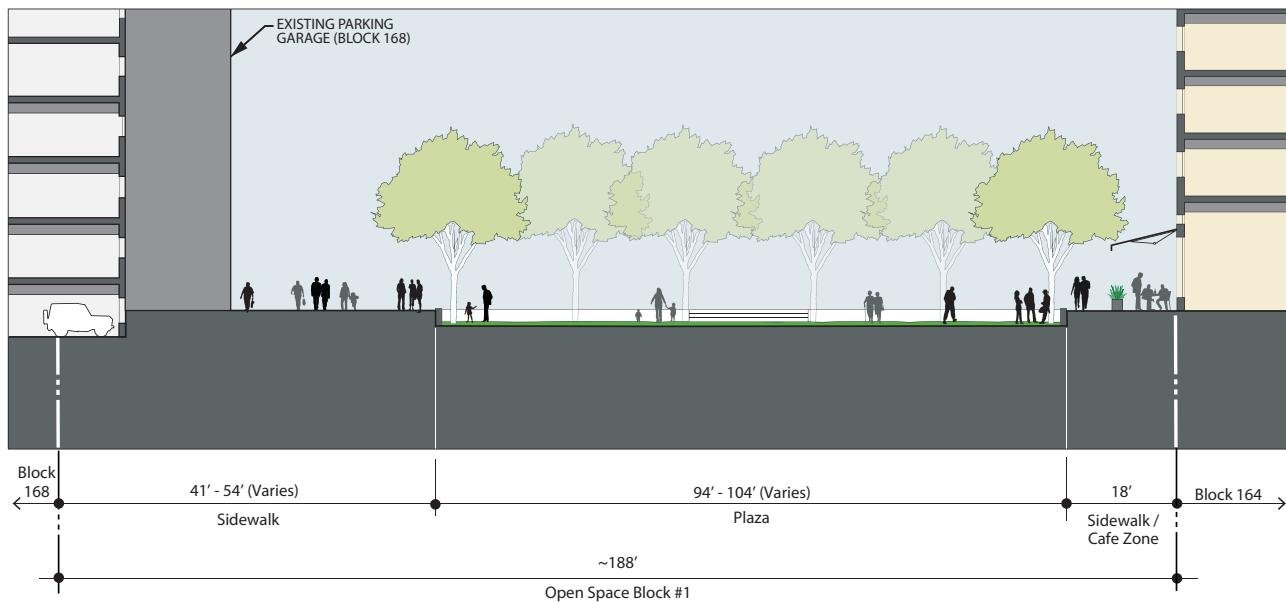 EXISTING PARKING
GARAGE (BLOCK 168)
Block
168
41’ - 54’ (Varies)
Sidewalk
94’ - 104’ (Varies)
Plaza
18’
Sidewalk /
Cafe Zone
Block 164
~188’
Open Space Block #1